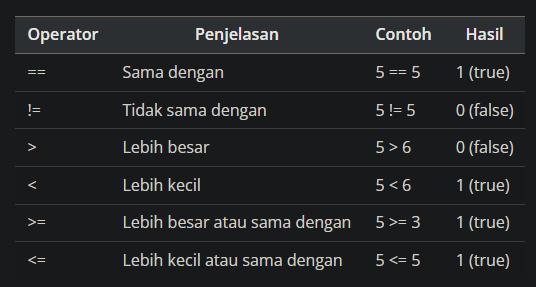 Operator Penjelasan Contoh Hasil
== Sama dengan 5 == 5 1 (true)
!= Tidak sama dengan 5 != 5 0 (false)
> Lebih besar 5 > 6 0 (false)
< Lebih kecil 5 < 6 1 (true)
>= Lebih besar atau sama dengan 5 >= 3 1 (true)
<= Lebih kecil atau sama dengan 5 <= 5 1 (true)